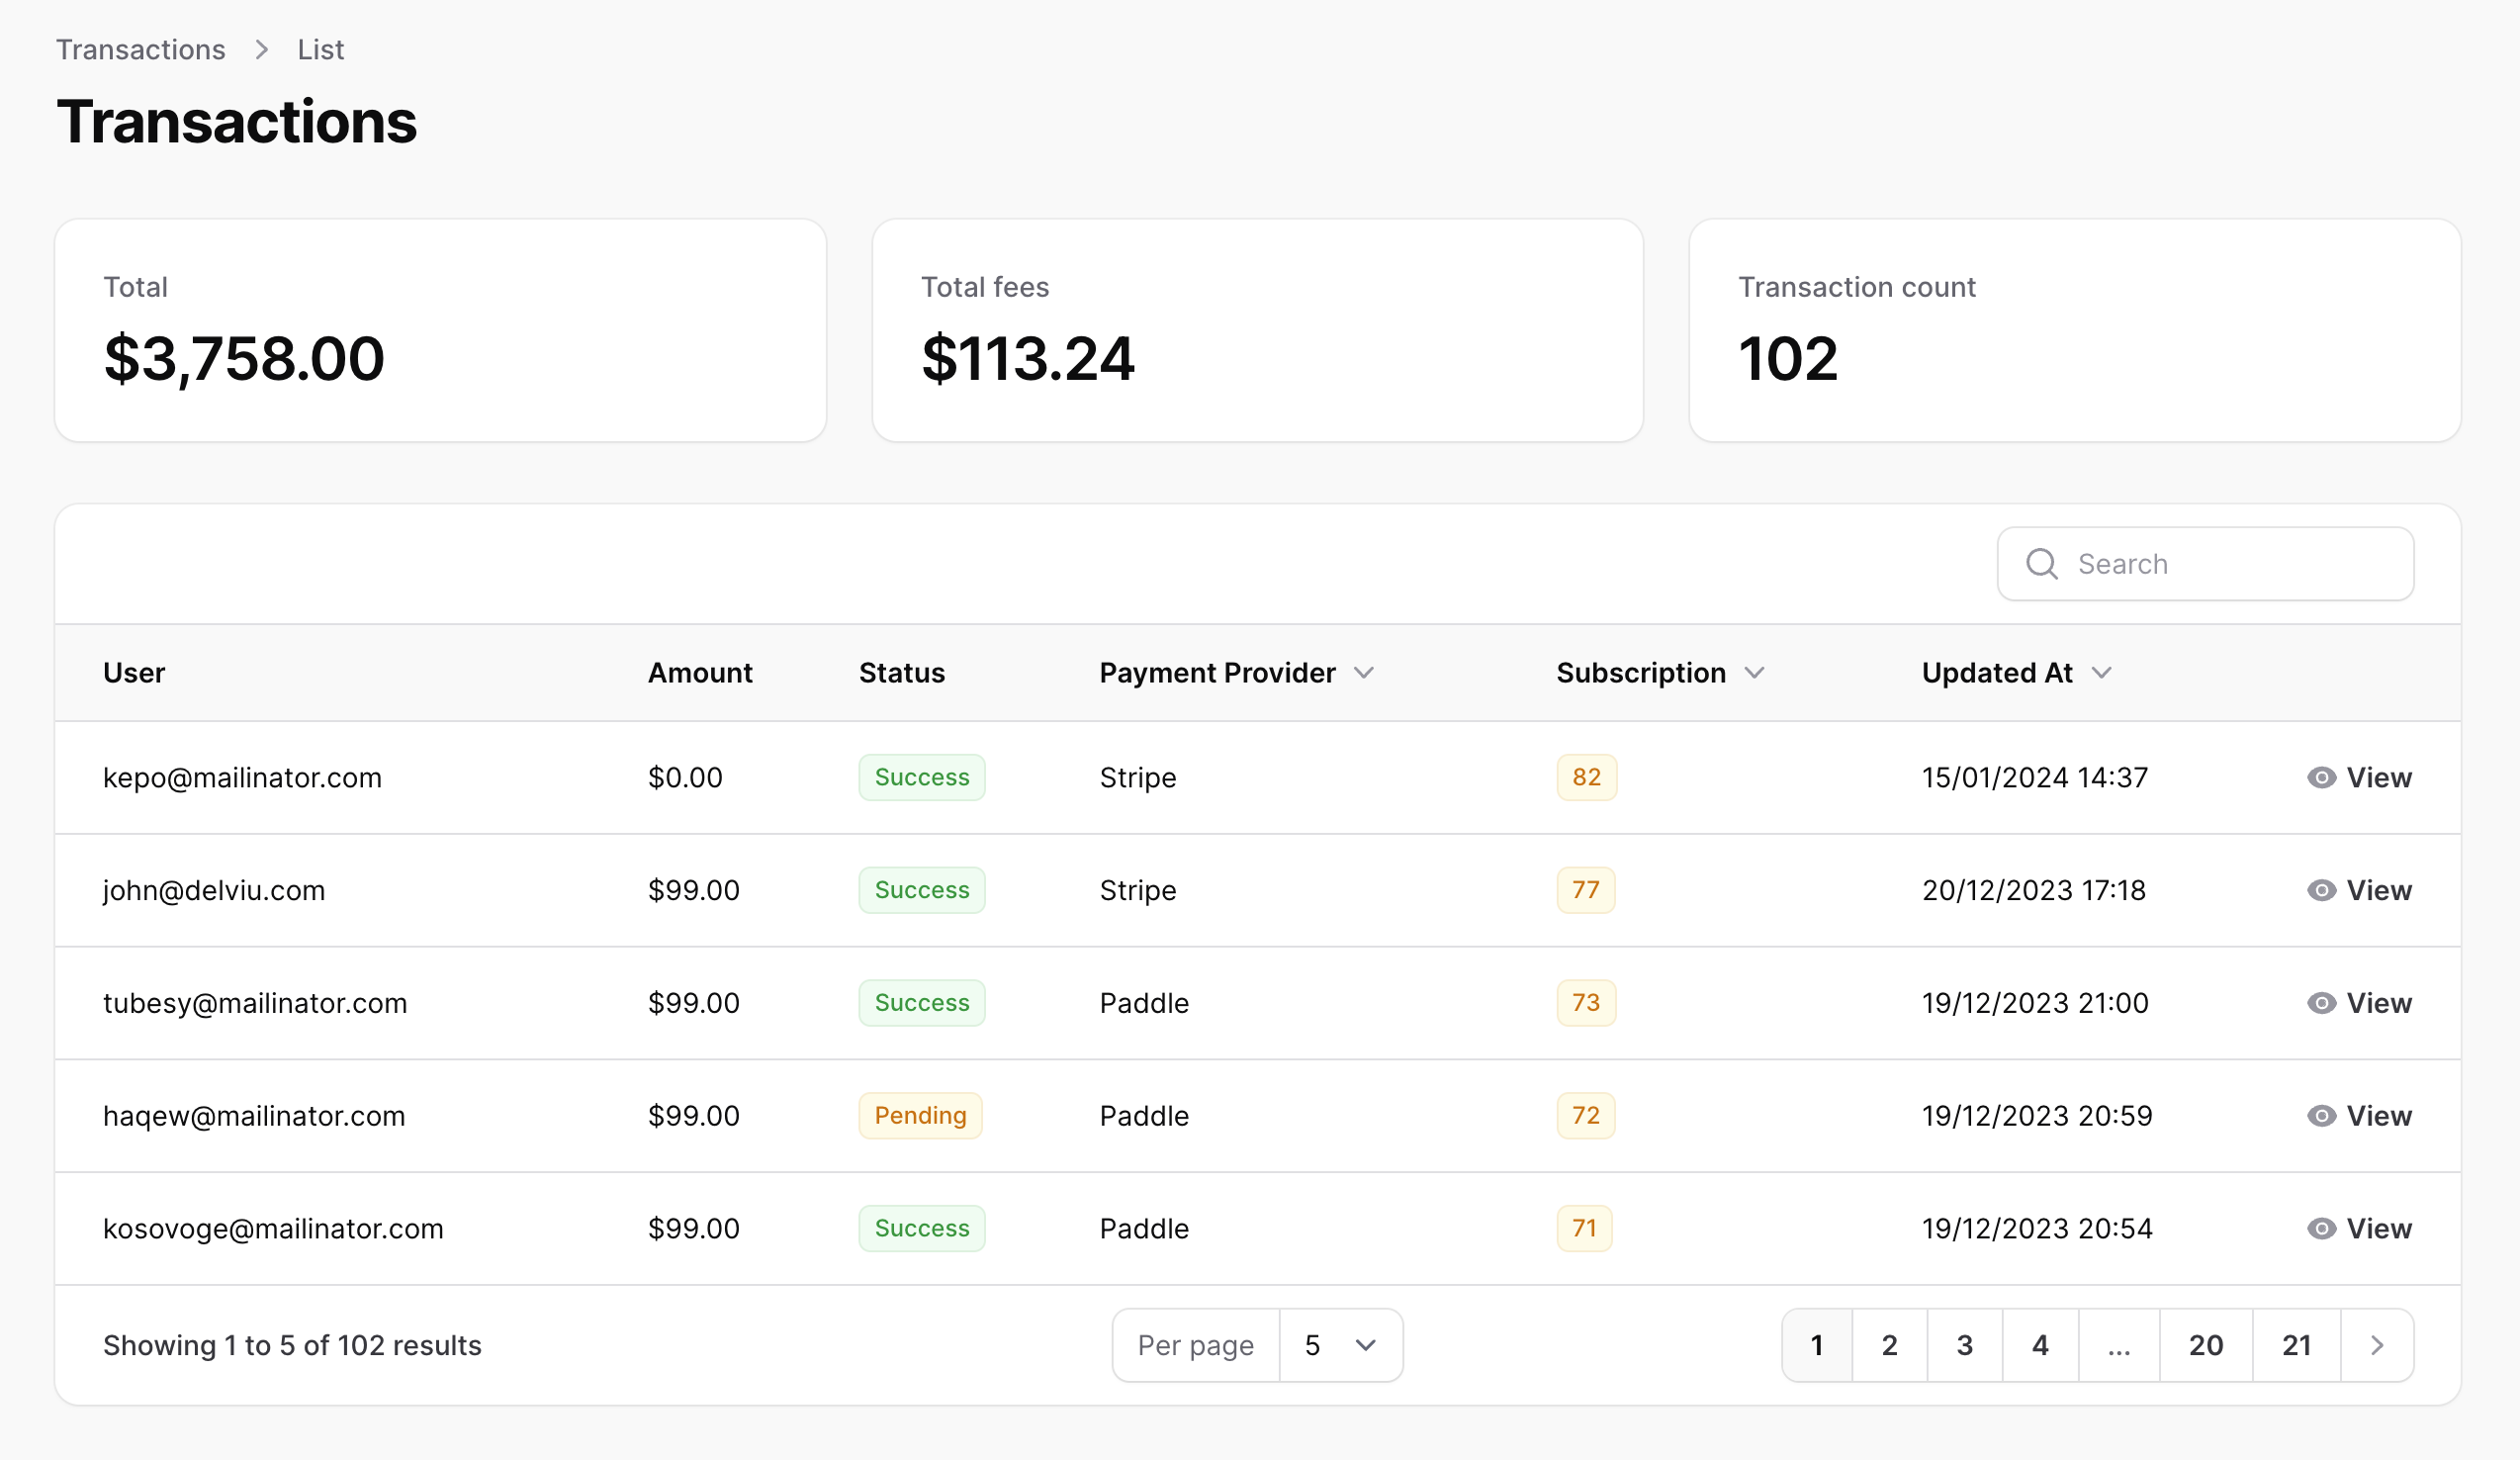 Transactions > List
Transactions
Total
$3,758.00
Total fees
$113.24
Transaction count
102
Search
User Amount Status Payment Provider Subscription Updated At
kepo@mailinator.com $0.00 Success Stripe 82 15/01/2024 14:37 View
john@delviu.com $99.00 Success Stripe 77 20/12/2023 17:18 View
tubesy@mailinator.com $99.00 Success Paddle 73 19/12/2023 21:00 View
haqew@mailinator.com $99.00 Pending Paddle 72 19/12/2023 20:59 View
kosovoge@mailinator.com $99.00 Success Paddle 71 19/12/2023 20:54 View
Showing 1 to 5 of 102 results Per page 5 1 2 3 4 ... 20 21